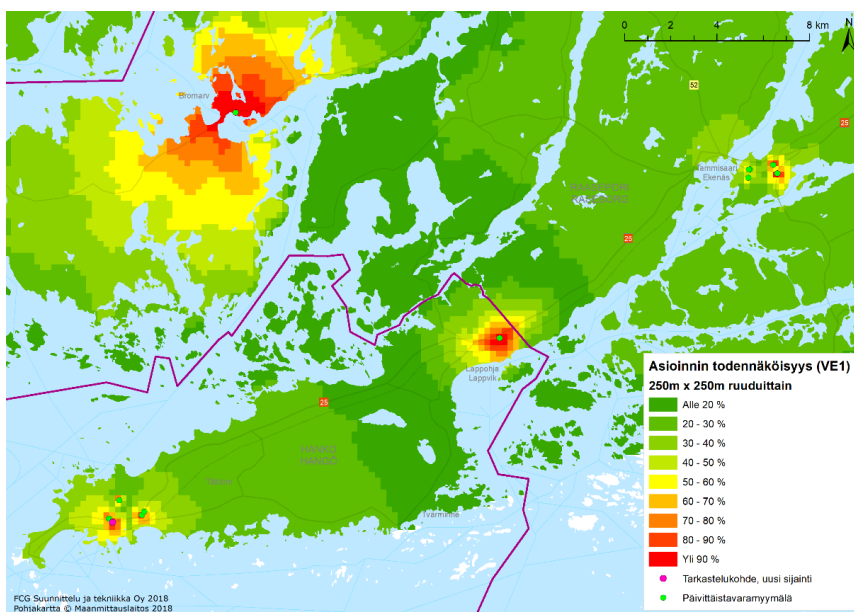 0 4 8 km
N
Bromarv
52
25
Tammisaari
Ekenäs
RAASEPORI
RASEBORG
25
Lappohja
Lappvik
25
HANKO
HANGÖ
Tvärminne
Asioinnin todennäköisyys (VE1)
250m x 250m ruuduittain
Alle 20 %
20 - 30 %
30 - 40 %
40 - 50 %
50 - 60 %
60 - 70 %
70 - 80 %
80 - 90 %
Yli 90 %
Tarkastelukohde, uusi sijainti
Päivittäistavaramyymälä
FCG Suunnittelu ja tekniikka Oy 2018
Pohjakartta © Maanmittauslaitos 2018